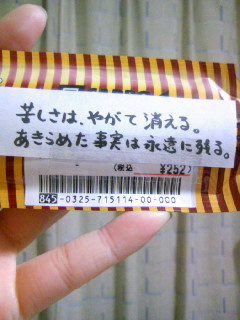 苦しさは、やがて消える。
あきらめた事実は永遠に残る。
(税込 ¥252)
845-0325-715114-00-000